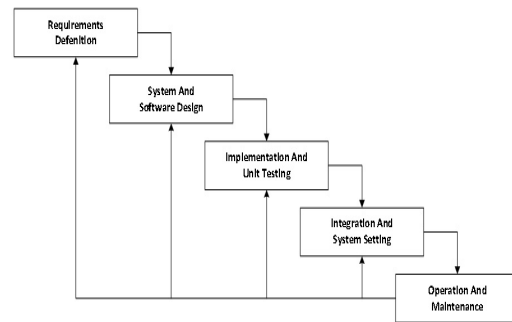 Requirements
Defenition
System And
Software Design
Implementation And
Unit Testing
Integration And
System Setting
Operation And
Maintenance